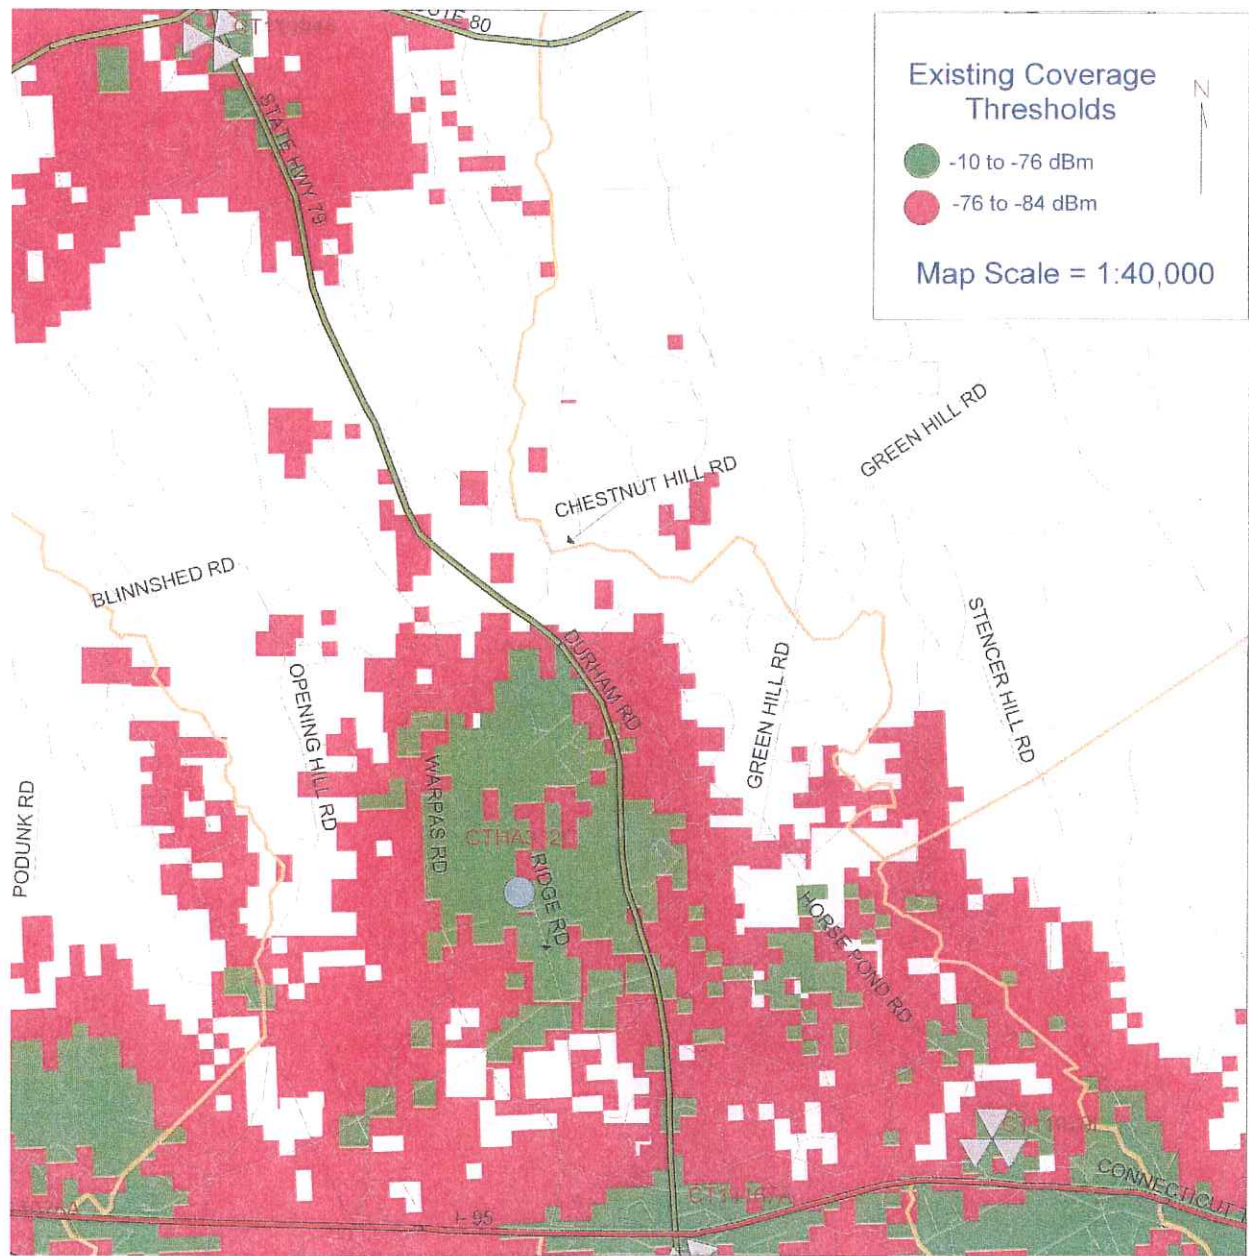 ROUTE 80
Existing Coverage
Thresholds
N
-10 to -76 dBm
-76 to -84 dBm
Map Scale = 1:40,000
STATE HWY 79
GREEN HILL RD
CHESTNUT HILL RD
BLINNSHED RD
STENCER HILL RD
DURHAM RD
GREEN HILL RD
OPENING HILL RD
WARPAS RD
PODUNK RD
RIDGE RD
HORSE POND RD
CONNECTICUT
I-95